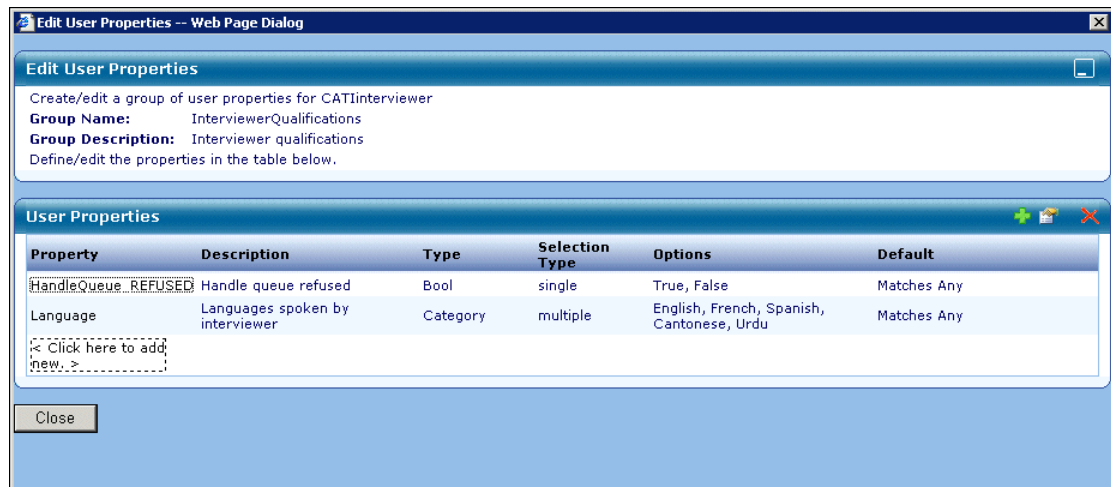 Edit User Properties -- Web Page Dialog
Edit User Properties
Create/edit a group of user properties for CATIinterviewer
Group Name: InterviewerQualifications
Group Description: Interviewer qualifications
Define/edit the properties in the table below.
User Properties
Property Description Type Selection Type Options Default
HandleQueue_REFUSED Handle queue refused Bool single True, False Matches Any
Language Languages spoken by interviewer Category multiple English, French, Spanish, Cantonese, Urdu Matches Any
< Click here to add new. >
Close